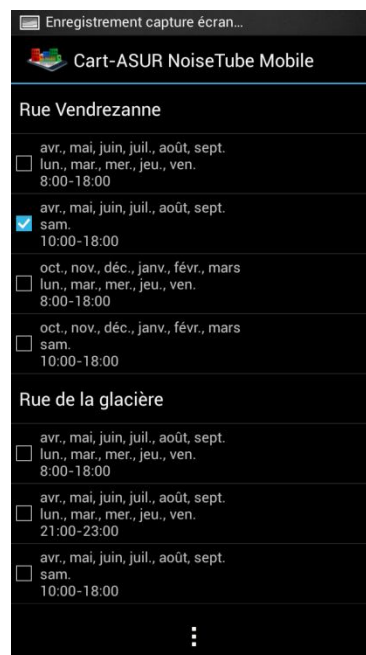 Enregistrement capture écran...
Cart-ASUR NoiseTube Mobile
Rue Vendrezanne
avr., mai, juin, juil., août, sept.
lun., mar., mer., jeu., ven.
8:00-18:00
avr., mai, juin, juil., août, sept.
sam.
10:00-18:00
oct., nov., déc., janv., févr., mars
lun., mar., mer., jeu., ven.
8:00-18:00
oct., nov., déc., janv., févr., mars
sam.
10:00-18:00
Rue de la glacière
avr., mai, juin, juil., août, sept.
lun., mar., mer., jeu., ven.
8:00-18:00
avr., mai, juin, juil., août, sept.
lun., mar., mer., jeu., ven.
21:00-23:00
avr., mai, juin, juil., août, sept.
sam.
10:00-18:00